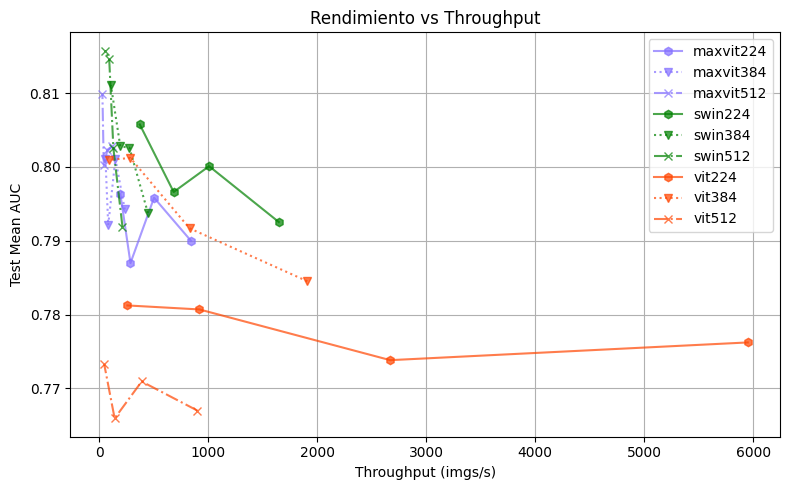 Rendimiento vs Throughput
Test Mean AUC
0.81
0.80
0.79
0.78
0.77
0
1000
2000
3000
4000
5000
6000
Throughput (imgs/s)
maxvit224
maxvit384
maxvit512
swin224
swin384
swin512
vit224
vit384
vit512